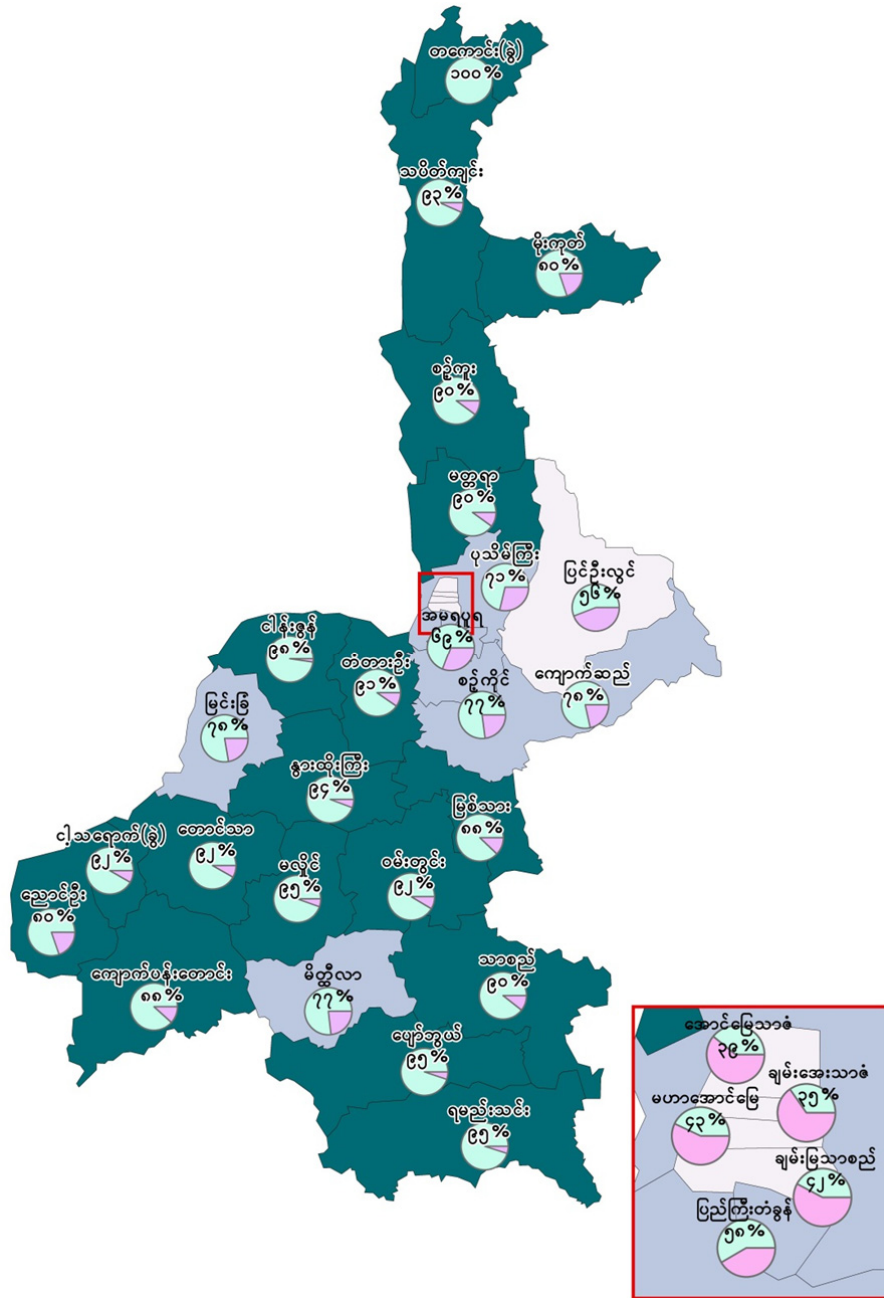 တကောင်း(ခွဲ)
၁၀၀%
သပိတ်ကျင်း
၉၃%
မိုးကုတ်
၈၀%
စဉ့်ကူး
၉၀%
မတ္တရာ
၉၀%
ပုသိမ်ကြီး
၇၁%
ပြင်ဦးလွင်
၅၆%
အမရပူရ
၆၉%
ငါန်းဇွန်
၉၈%
တံတားဦး
၉၁%
စဉ့်ကိုင်
၇၇%
ကျောက်ဆည်
၇၈%
မြင်းခြံ
၇၈%
နွားထိုးကြီး
၉၄%
မြစ်သား
၈၈%
ငါ့သရောက်(ခွဲ)
၉၂%
တောင်သာ
၉၂%
မလှိုင်
၉၅%
ဝမ်းတွင်း
၉၂%
ညောင်ဦး
၈၀%
ကျောက်ပန်းတောင်း
၈၈%
မိတ္ထီလာ
၇၇%
သာစည်
၉၀%
ပျော်ဘွယ်
၉၅%
ရမည်းသင်း
၉၅%
အောင်မြေသာဇံ
၃၉%
ချမ်းအေးသာဇံ
၃၅%
မဟာအောင်မြေ
၄၃%
ချမ်းမြသာစည်
၄၂%
ပြည်ကြီးတံခွန်
၅၈%